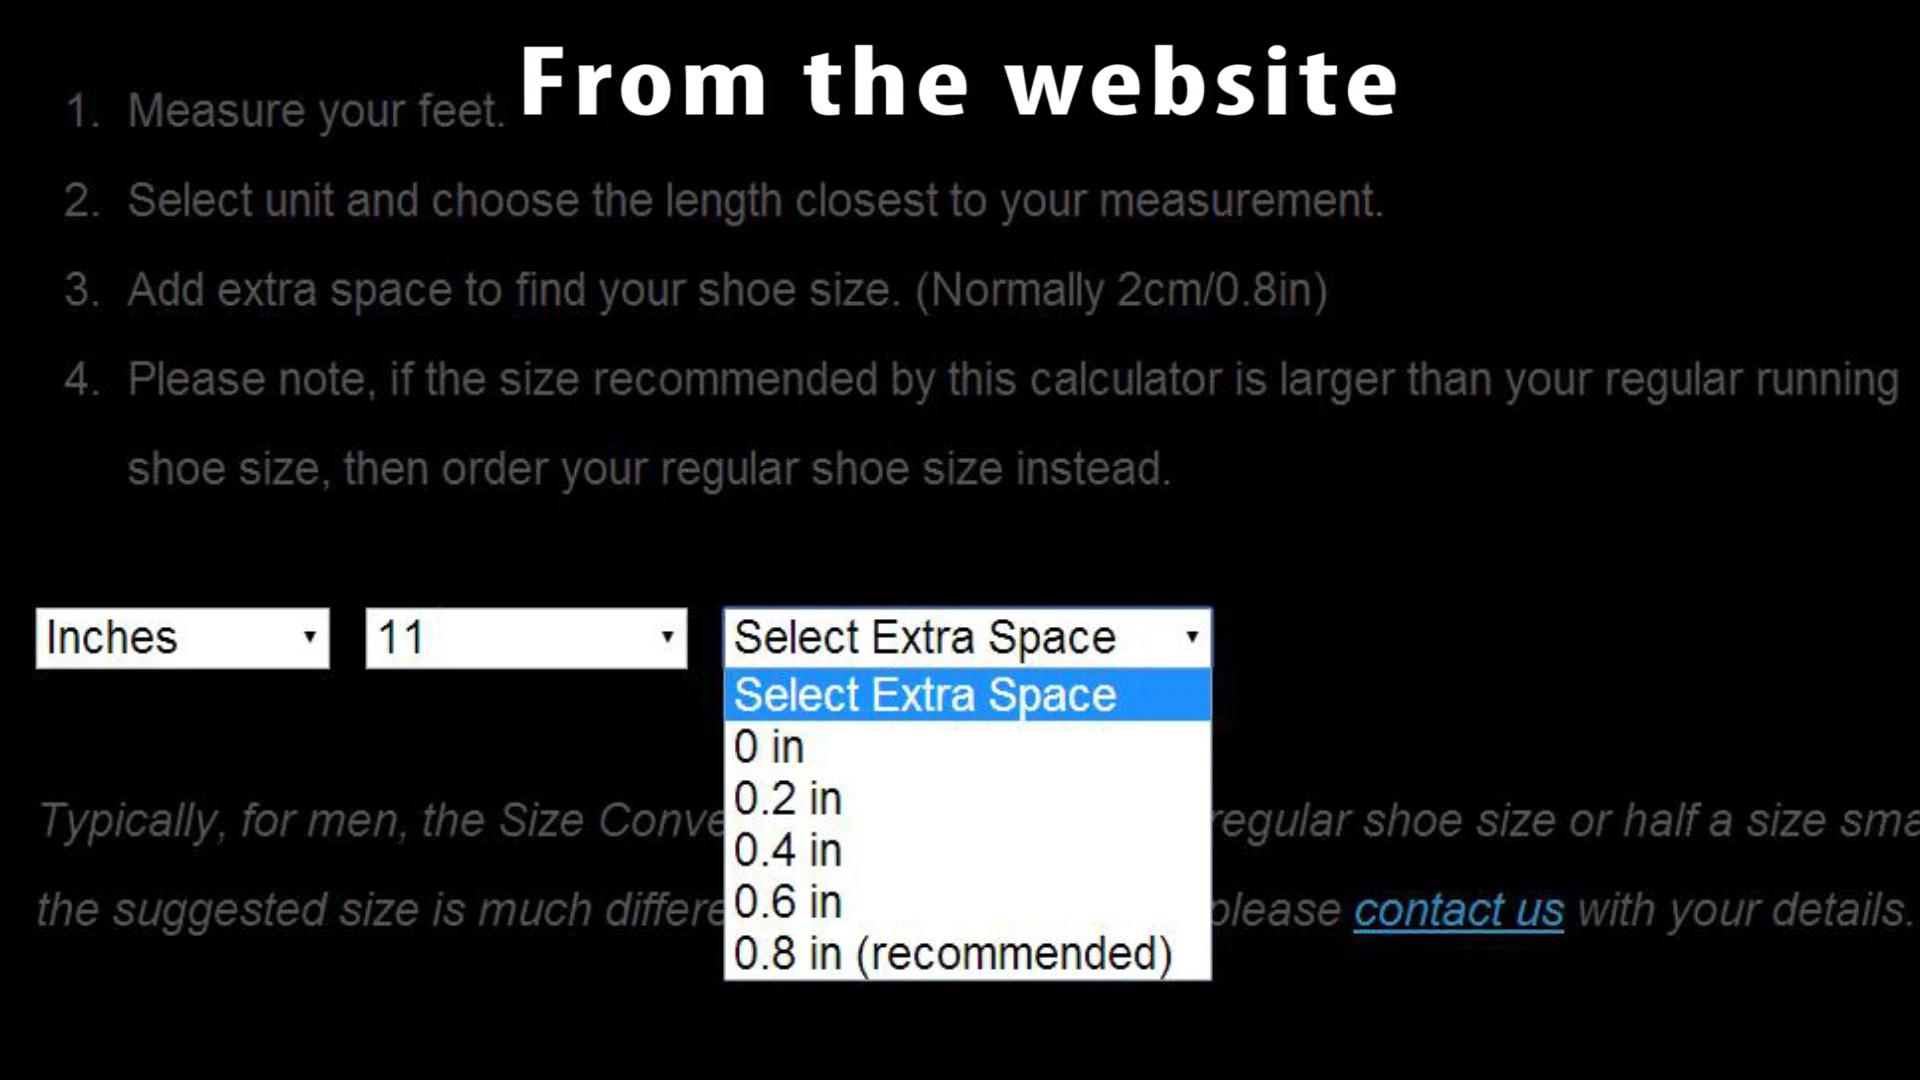 From the website
1. Measure your feet.
2. Select unit and choose the length closest to your measurement.
3. Add extra space to find your shoe size. (Normally 2cm/0.8in)
4. Please note, if the size recommended by this calculator is larger than your regular running
shoe size, then order your regular shoe size instead.
Inches 11 Select Extra Space
Select Extra Space
0 in
0.2 in
Typically, for men, the Size regular shoe size or half a size
0.4 in
0.6 in
the suggested size is much please contact us with your details.
0.8 in (recommended)